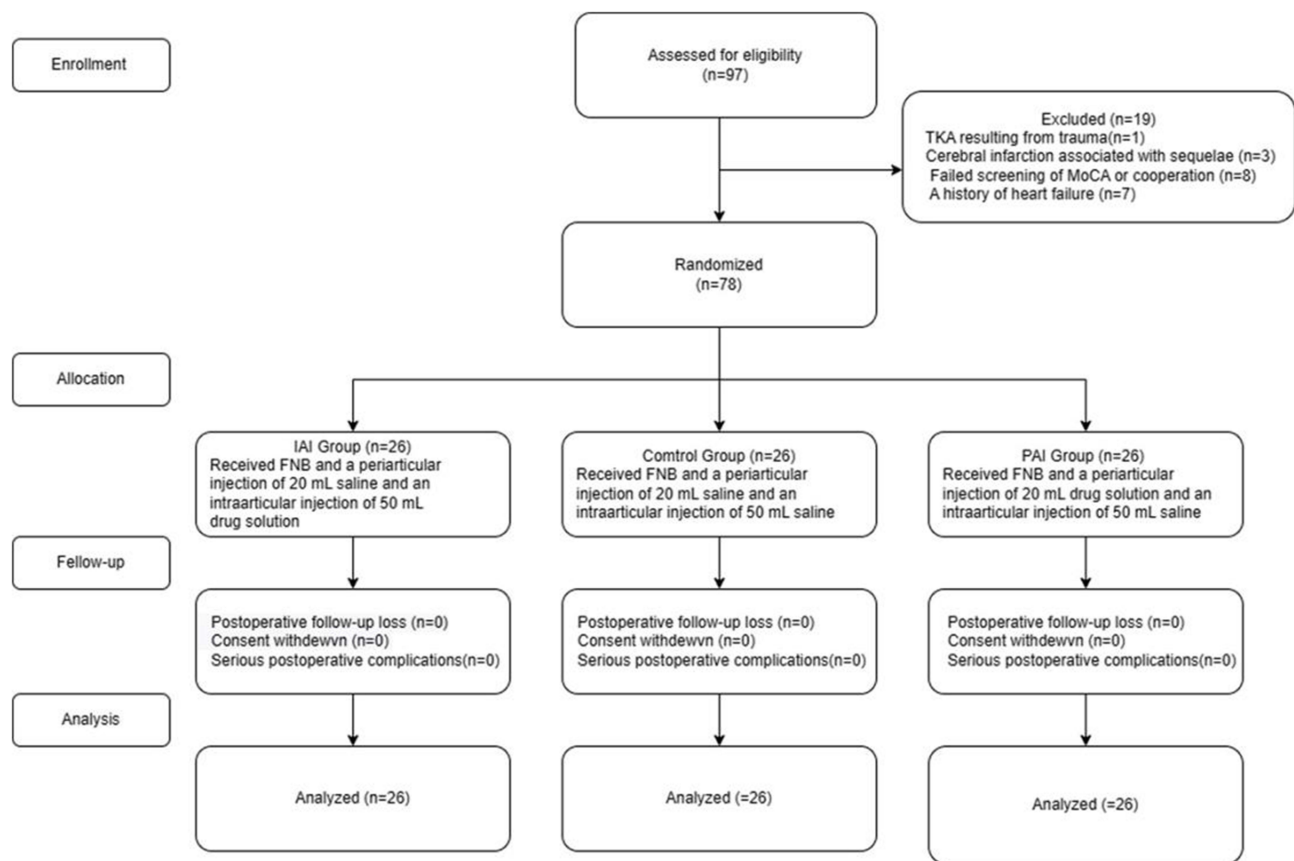 Enrollment
Assessed for eligibility
(n=97)
Excluded (n=19)
TKA resulting from trauma(n=1)
Cerebral infarction associated with sequelae (n=3)
Failed screening of MoCA or cooperation (n=8)
A history of heart failure (n=7)
Randomized
(n=78)
Allocation
IAI Group (n=26)
Received FNB and a periarticular
injection of 20 mL saline and an
intraarticular injection of 50 mL
drug solution
Comtrol Group (n=26)
Received FNB and a periarticular
injection of 20 mL saline and an
intraarticular injection of 50 mL saline
PAI Group (n=26)
Received FNB and a periarticular
injection of 20 mL drug solution and an
intraarticular injection of 50 mL saline
Fellow-up
Postoperative follow-up loss (n=0)
Consent withdewvn (n=0)
Serious postoperative complications(n=0)
Postoperative follow-up loss (n=0)
Consent withdewvn (n=0)
Serious postoperative complications(n=0)
Postoperative follow-up loss (n=0)
Consent withdewvn (n=0)
Serious postoperative complications(n=0)
Analysis
Analyzed (n=26)
Analyzed (=26)
Analyzed (=26)